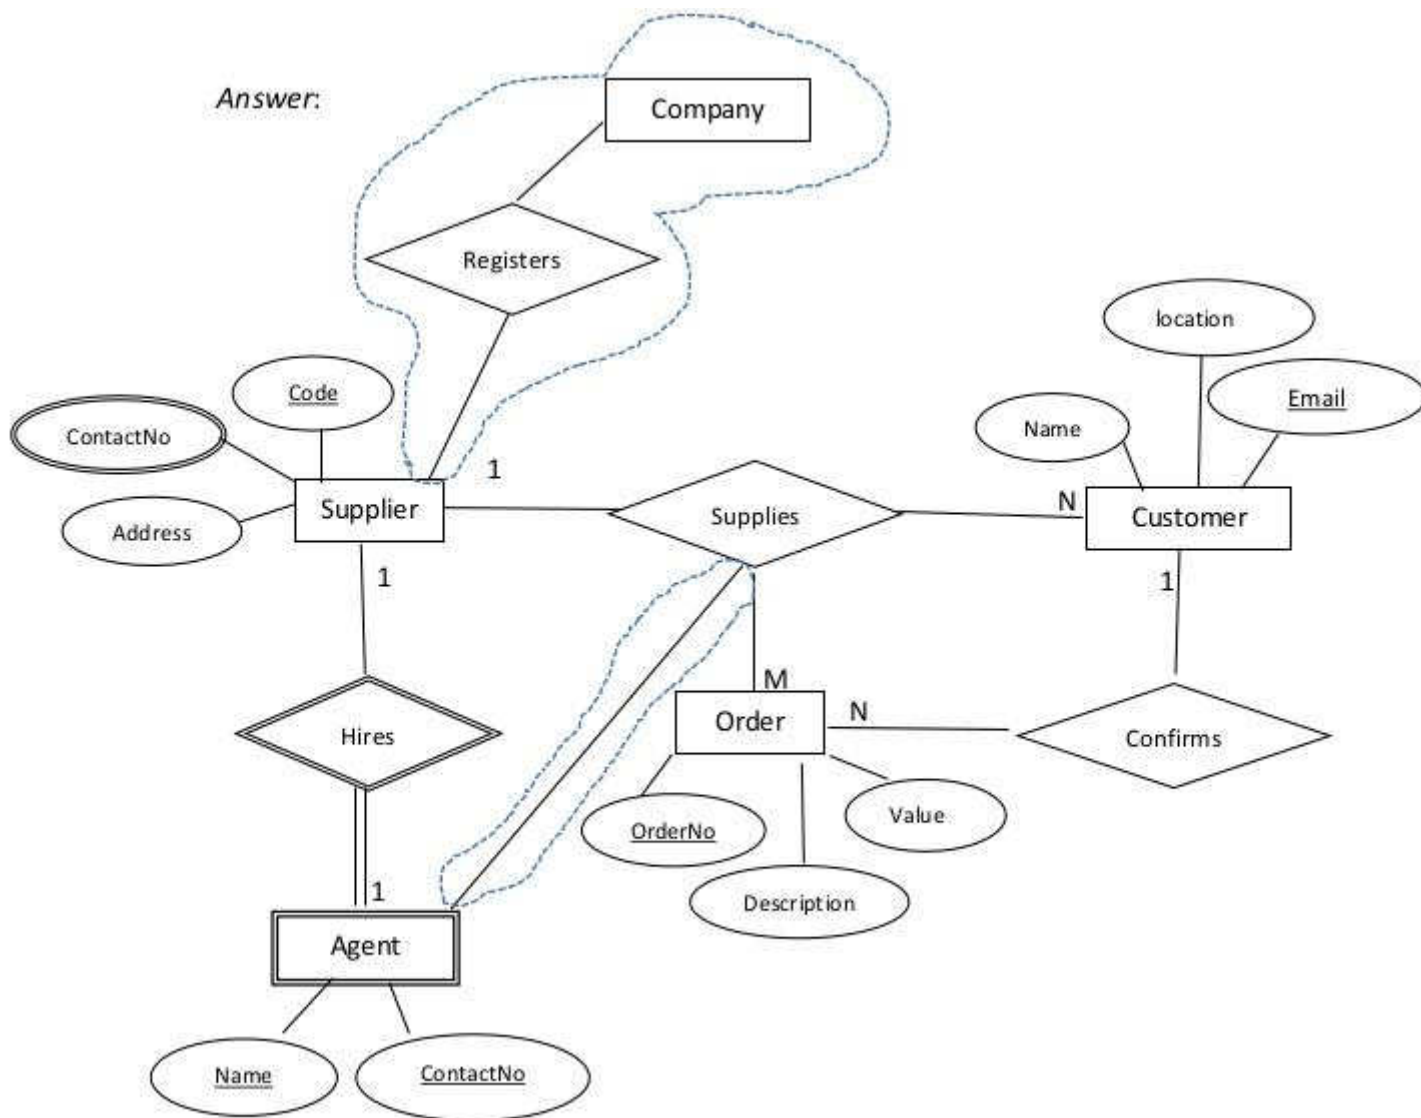 Answer:
Company
Registers
location
Code
Email
ContactNo
Name
1
Supplier
Supplies
N
Customer
Address
1
1
M
Order
N
Hires
Confirms
Value
OrderNo
1
Description
Agent
Name
ContactNo